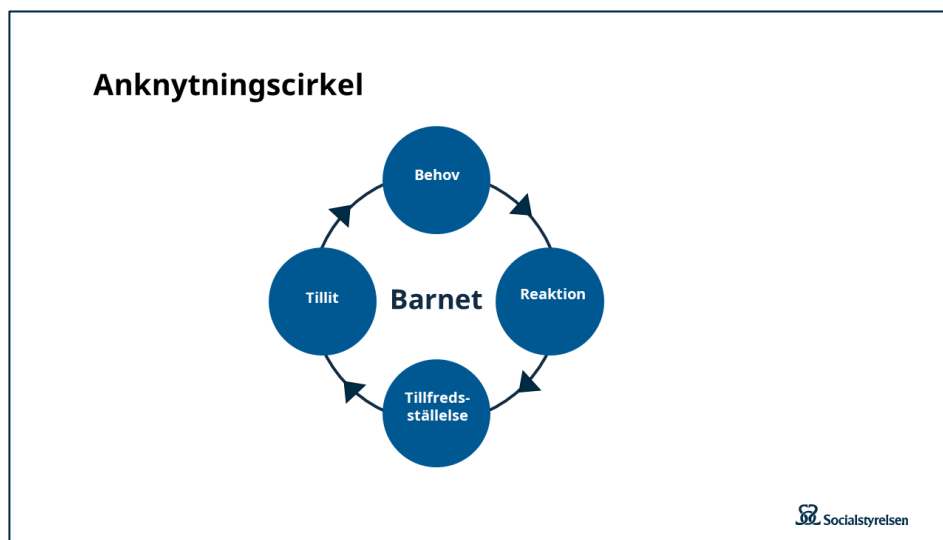 Anknytningscirkel
Behov
Tillit
Barnet
Reaktion
Tillfreds-
ställelse
Socialstyrelsen